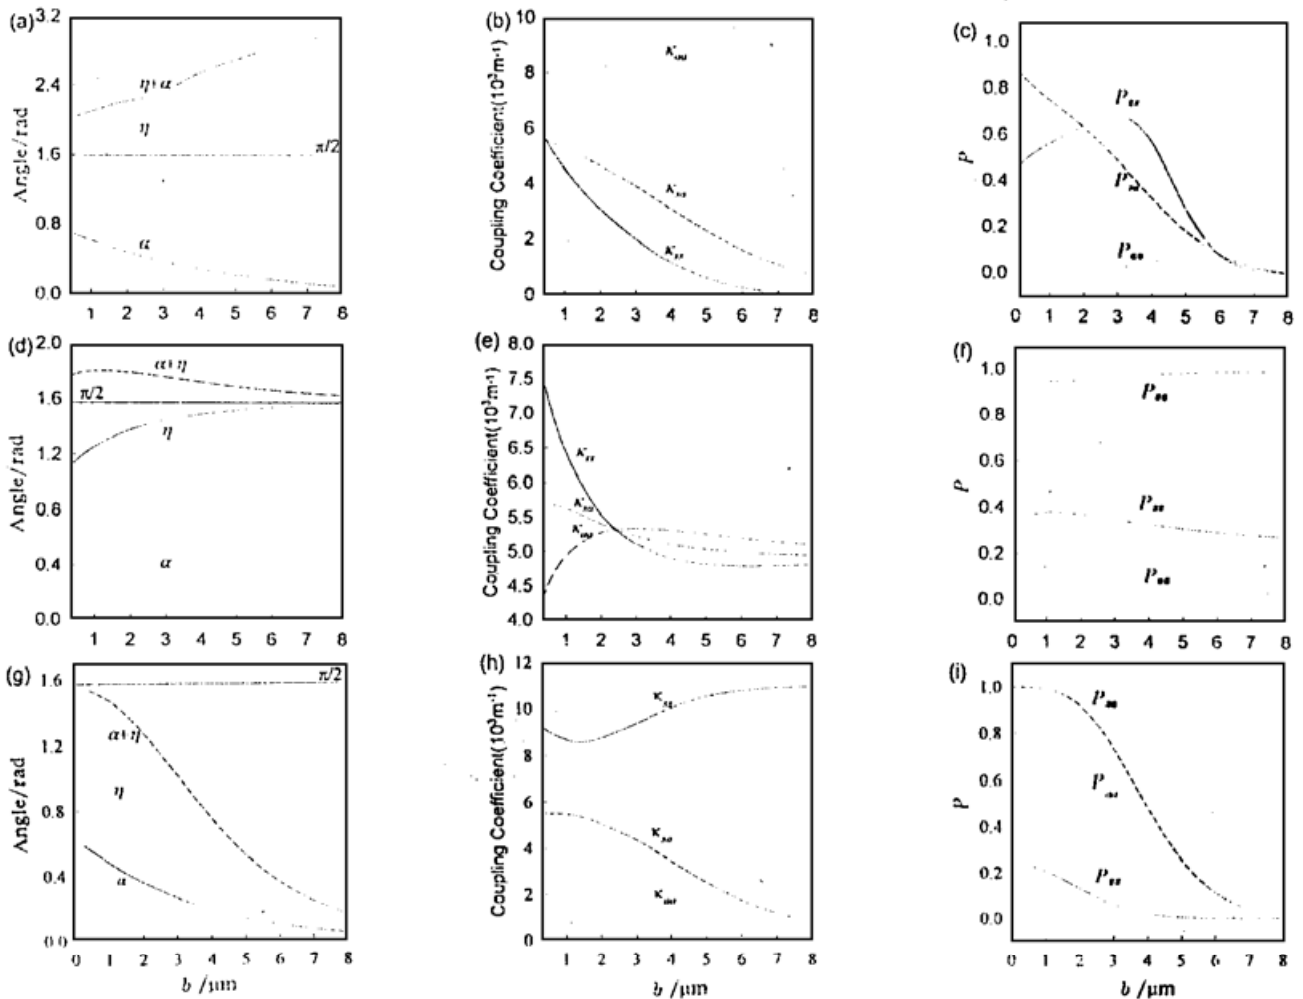 (a)
3.2
2.4
1.6
0.8
0.0
Angle/rad
η+α
η
π/2
α
1 2 3 4 5 6 7 8
(b)
10
8
6
4
2
0
Coupling Coefficient(10³m⁻¹)
1 2 3 4 5 6 7 8
(c)
1.0
0.8
0.6
0.4
0.2
0.0
P
0 1 2 3 4 5 6 7 8
(d)
2.0
1.6
1.2
0.8
0.4
0.0
Angle/rad
α+η
π/2
η
α
1 2 3 4 5 6 7 8
(e)
8.0
7.5
7.0
6.5
6.0
5.5
5.0
4.5
4.0
Coupling Coefficient(10³m⁻¹)
1 2 3 4 5 6 7 8
(f)
1.0
0.8
0.6
0.4
0.2
0.0
P
0 1 2 3 4 5 6 7 8
(g)
1.6
1.2
0.8
0.4
0.0
Angle/rad
π/2
α+η
η
α
0 1 2 3 4 5 6 7 8
b /μm
(h)
12
10
8
6
4
2
0
Coupling Coefficient(10³m⁻¹)
1 2 3 4 5 6 7 8
b /μm
(i)
1.0
0.8
0.6
0.4
0.2
0.0
P
0 1 2 3 4 5 6 7 8
b /μm